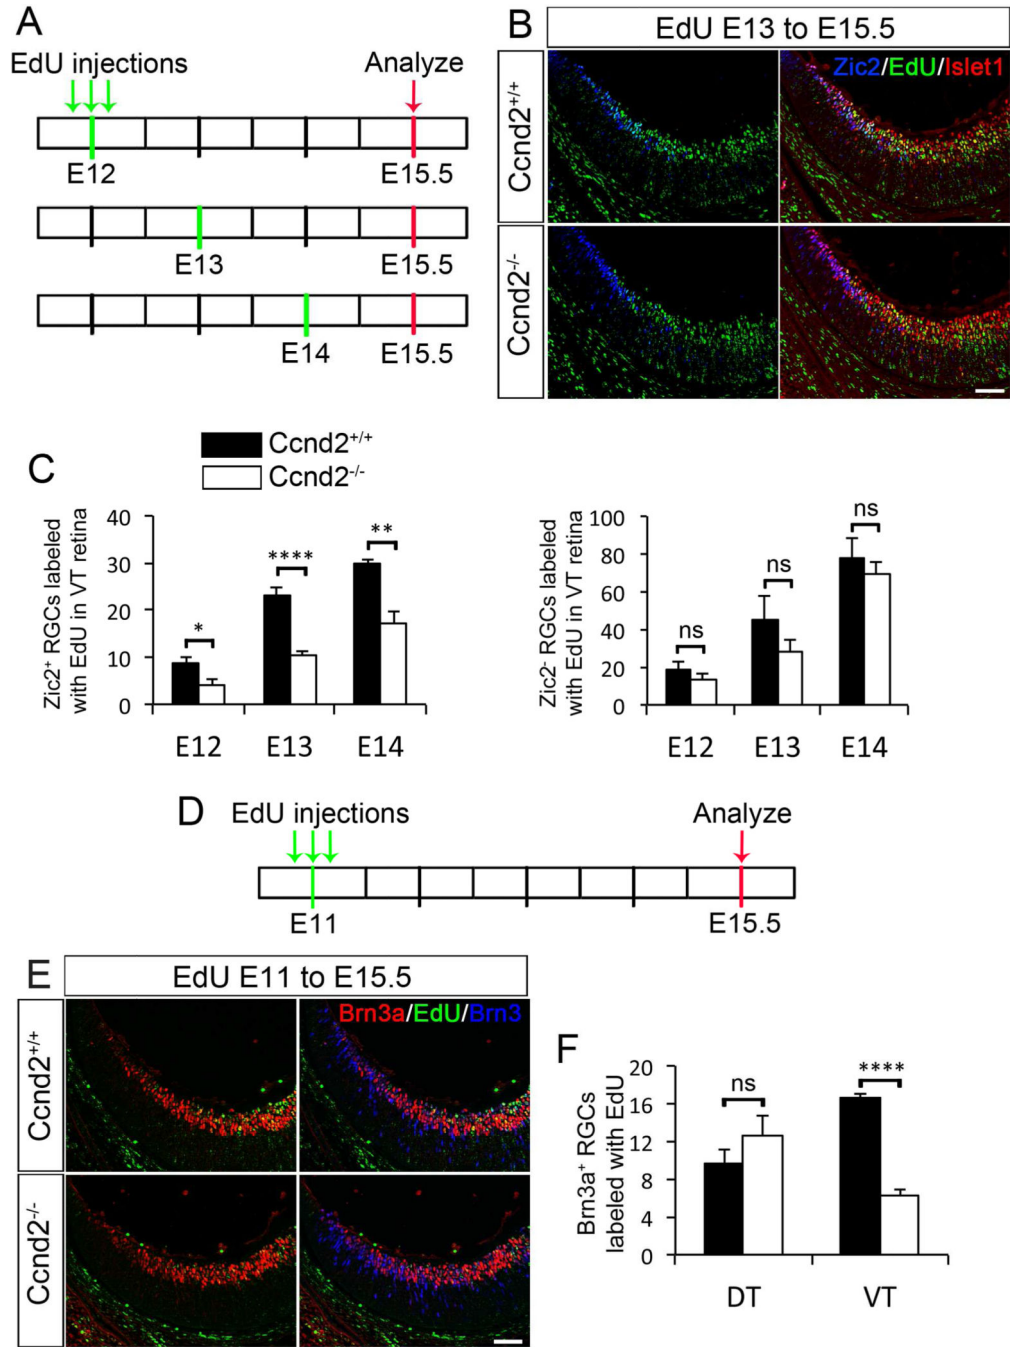 A
EdU injections
Analyze
E12
E15.5
E13
E15.5
E14
E15.5
B
EdU E13 to E15.5
Zic2/EdU/Islet1
Ccnd2+/+
Ccnd2-/-
C
Ccnd2+/+
Ccnd2-/-
Zic2+ RGCs labeled
with EdU in VT retina
40
30
20
10
0
*
****
**
E12
E13
E14
Zic2- RGCs labeled
with EdU in VT retina
100
80
60
40
20
0
ns
ns
ns
E12
E13
E14
D
EdU injections
Analyze
E11
E15.5
E
EdU E11 to E15.5
Brn3a/EdU/Brn3
Ccnd2+/+
Ccnd2-/-
F
Brn3a+ RGCs
labeled with EdU
20
16
12
8
4
0
ns
****
DT
VT